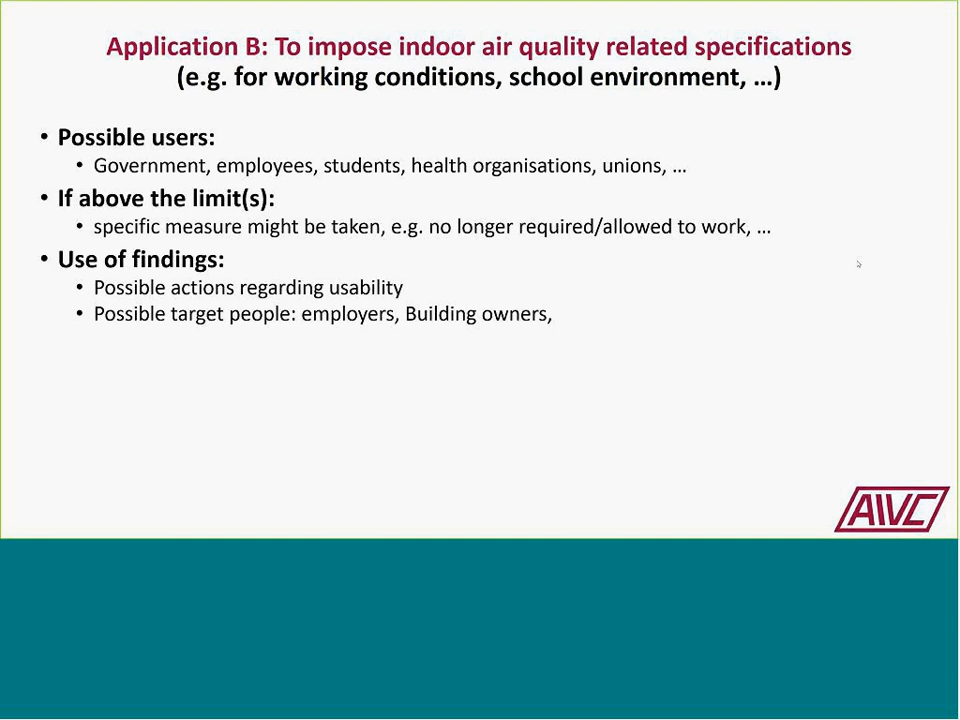 Application B: To impose indoor air quality related specifications
(e.g. for working conditions, school environment, …)
• Possible users:
• Government, employees, students, health organisations, unions, …
• If above the limit(s):
• specific measure might be taken, e.g. no longer required/allowed to work, …
• Use of findings:
• Possible actions regarding usability
• Possible target people: employers, Building owners,
AIVC